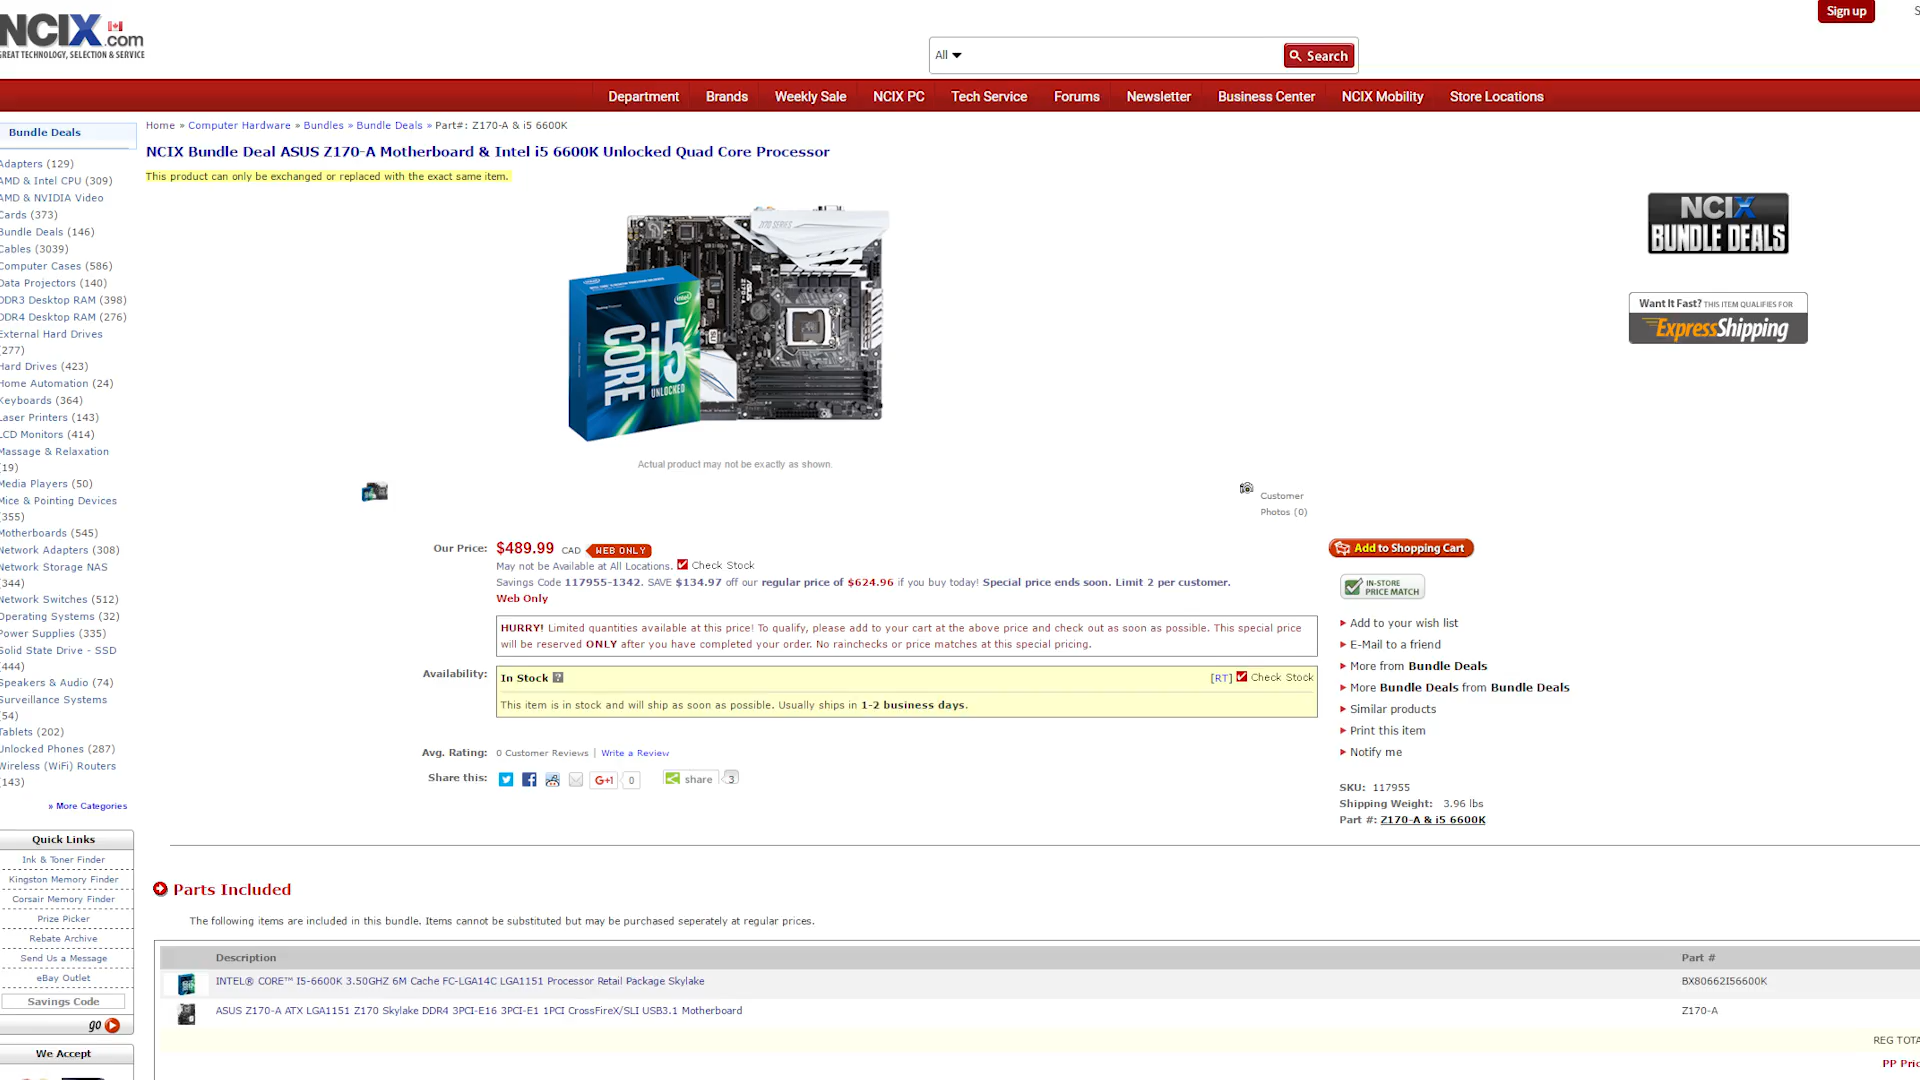 NCIX.com
GREAT TECHNOLOGY, SELECTION & SERVICE
Sign up
All
Search
Department Brands Weekly Sale NCIX PC Tech Service Forums Newsletter Business Center NCIX Mobility Store Locations
Bundle Deals
Adapters (129)
AMD & Intel CPU (309)
AMD & NVIDIA Video
Cards (373)
Bundle Deals (146)
Cables (3039)
Computer Cases (586)
Data Projectors (140)
DDR3 Desktop RAM (398)
DDR4 Desktop RAM (276)
External Hard Drives
(277)
Hard Drives (423)
Home Automation (24)
Keyboards (364)
Laser Printers (143)
LCD Monitors (414)
Massage & Relaxation
(19)
Media Players (50)
Mice & Pointing Devices
(355)
Motherboards (545)
Network Adapters (308)
Network Storage NAS
(344)
Network Switches (512)
Operating Systems (32)
Power Supplies (335)
Solid State Drive - SSD
(444)
Speakers & Audio (74)
Surveillance Systems
(54)
Tablets (202)
Unlocked Phones (287)
Wireless (WiFi) Routers
(143)
» More Categories
Quick Links
Ink & Toner Finder
Kingston Memory Finder
Corsair Memory Finder
Prize Picker
Rebate Archive
Send Us a Message
eBay Outlet
Savings Code
go
We Accept
Home » Computer Hardware » Bundles » Bundle Deals » Part#: Z170-A & i5 6600K
NCIX Bundle Deal ASUS Z170-A Motherboard & Intel i5 6600K Unlocked Quad Core Processor
This product can only be exchanged or replaced with the exact same item.
Z170 SERIES
intel
CORE i5
UNLOCKED
Actual product may not be exactly as shown.
Customer
Photos (0)
NCIX
BUNDLE DEALS
Want It Fast? THIS ITEM QUALIFIES FOR
ExpressShipping
Our Price: $489.99 CAD WEB ONLY
May not be Available at All Locations. Check Stock
Savings Code 117955-1342. SAVE $134.97 off our regular price of $624.96 if you buy today! Special price ends soon. Limit 2 per customer.
Web Only
HURRY! Limited quantities available at this price! To qualify, please add to your cart at the above price and check out as soon as possible. This special price
will be reserved ONLY after you have completed your order. No rainchecks or price matches at this special pricing.
Availability: In Stock ? [RT] Check Stock
This item is in stock and will ship as soon as possible. Usually ships in 1-2 business days.
Avg. Rating: 0 Customer Reviews | Write a Review
Share this: G+1 0 share 3
Add to Shopping Cart
IN-STORE
PRICE MATCH
Add to your wish list
E-Mail to a friend
More from Bundle Deals
More Bundle Deals from Bundle Deals
Similar products
Print this item
Notify me
SKU: 117955
Shipping Weight: 3.96 lbs
Part #: Z170-A & i5 6600K
Parts Included
The following items are included in this bundle. Items cannot be substituted but may be purchased seperately at regular prices.
Description Part #
INTEL® CORE™ I5-6600K 3.50GHZ 6M Cache FC-LGA14C LGA1151 Processor Retail Package Skylake BX80662I56600K
ASUS Z170-A ATX LGA1151 Z170 Skylake DDR4 3PCI-E16 3PCI-E1 1PCI CrossFireX/SLI USB3.1 Motherboard Z170-A
REG TOTA
PP Pric